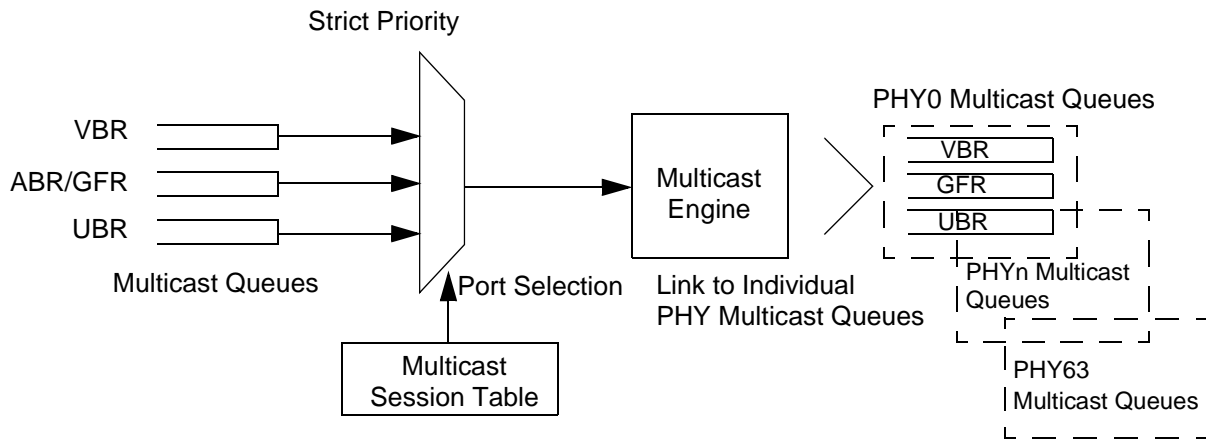 Strict Priority
PHY0 Multicast Queues
VBR
ABR/GFR
UBR
Multicast Queues
Port Selection
Multicast
Session Table
Multicast
Engine
Link to Individual
PHY Multicast Queues
VBR
GFR
UBR
PHYn Multicast
Queues
PHY63
Multicast Queues